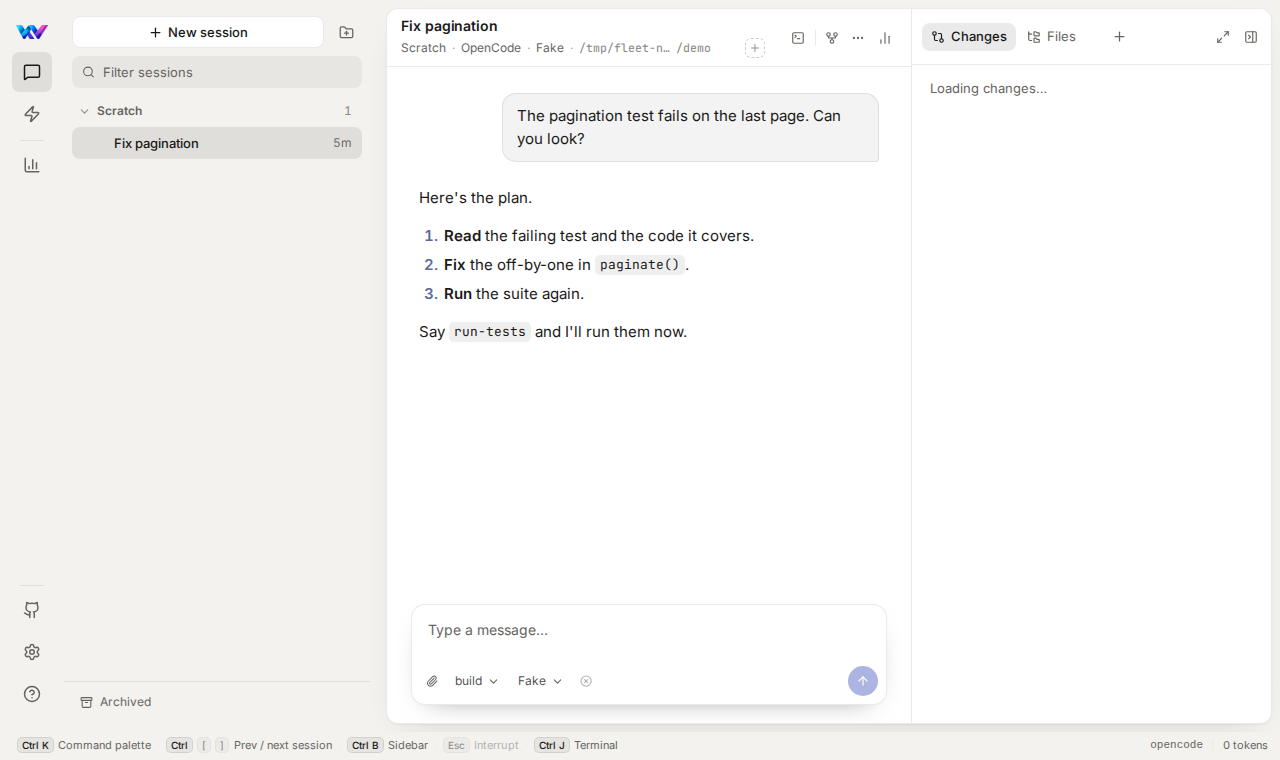 New session
Filter sessions
Scratch 1
Fix pagination 5m
Archived
Fix pagination
Scratch · OpenCode · Fake · /tmp/fleet-n… /demo
The pagination test fails on the last page. Can
you look?
Here's the plan.
1. Read the failing test and the code it covers.
2. Fix the off-by-one in paginate().
3. Run the suite again.
Say run-tests and I'll run them now.
Type a message...
build Fake
Changes Files
Loading changes...
Ctrl K Command palette Ctrl [ ] Prev / next session Ctrl B Sidebar Esc Interrupt Ctrl J Terminal opencode 0 tokens